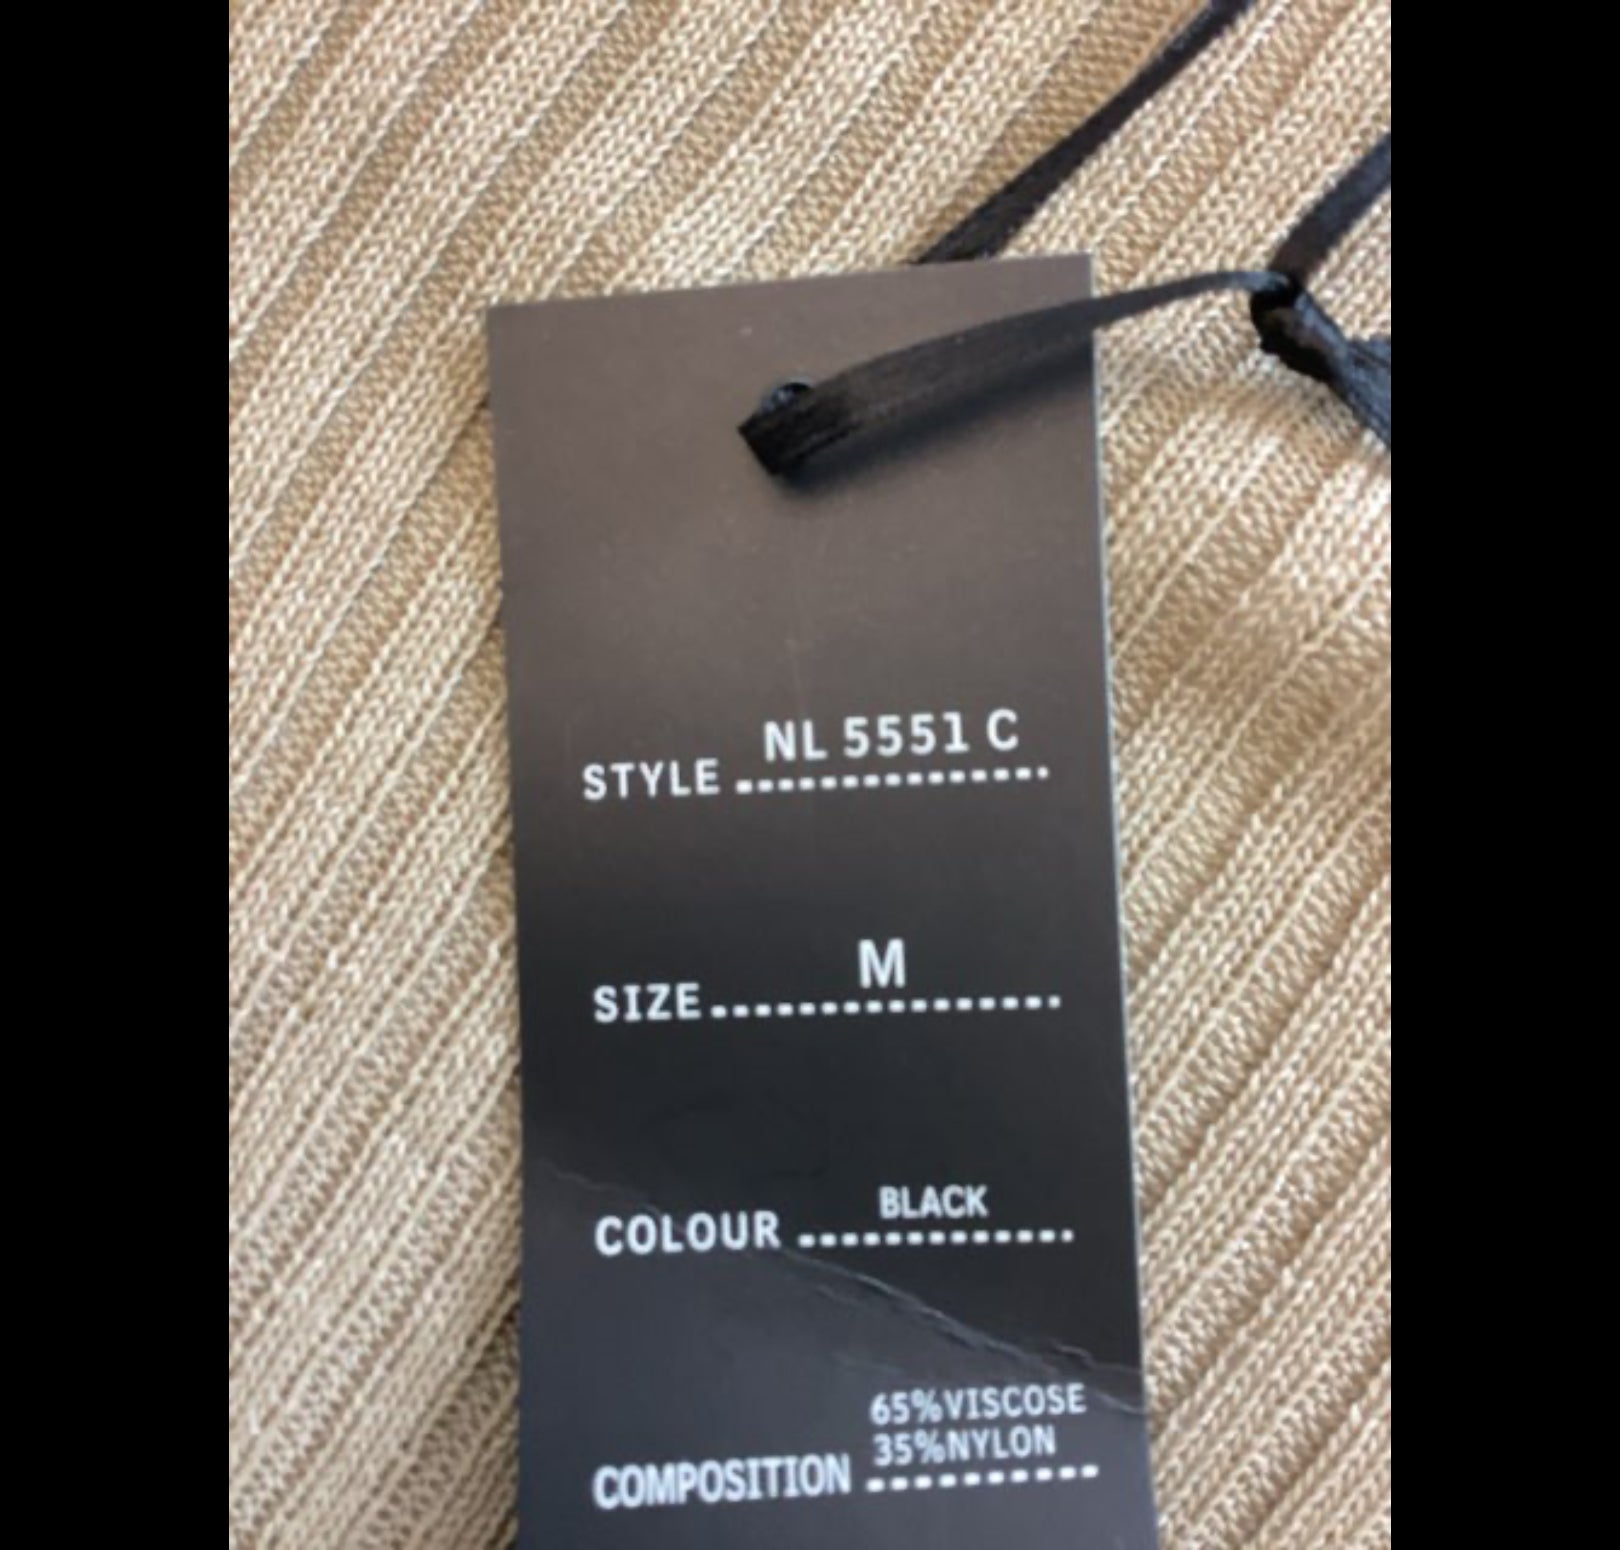 STYLE NL 5551 C
SIZE M
COLOUR BLACK
65%VISCOSE
COMPOSITION 35%NYLON